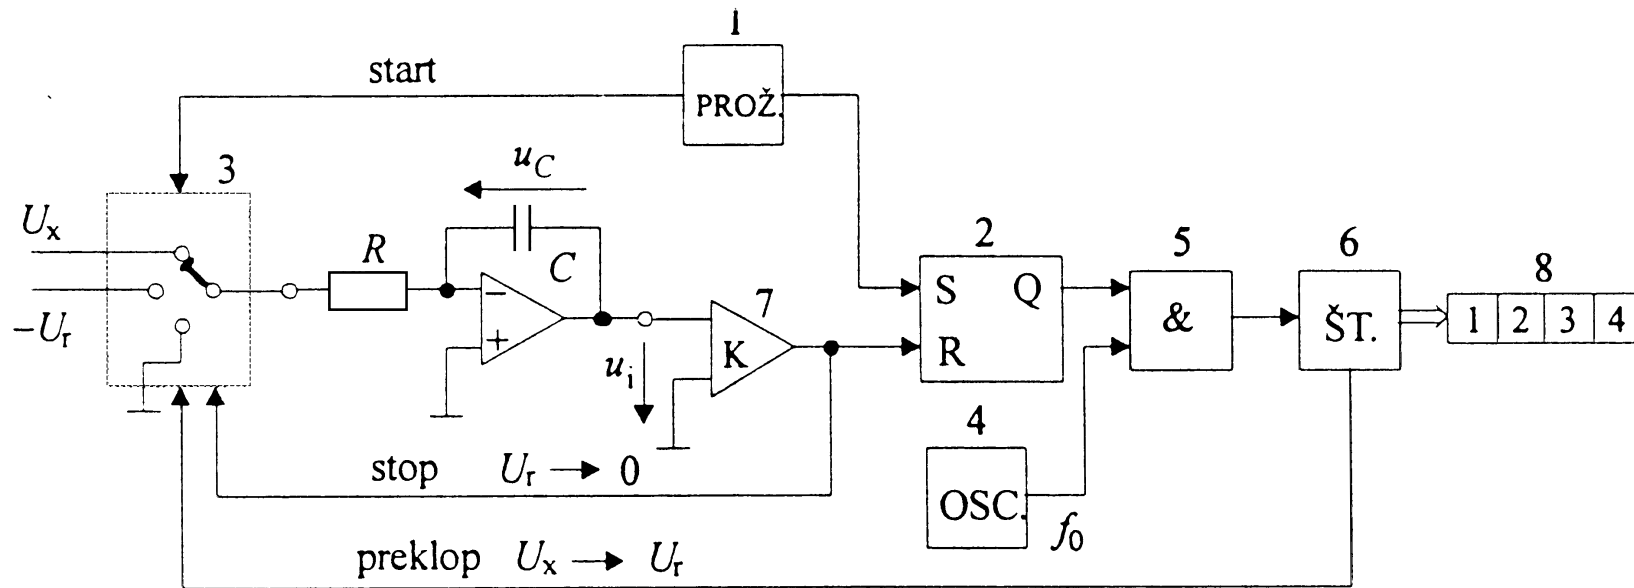 1
start
PROŽ.
3
u_C
U_x
R
C
2
5
6
8
7
S Q
&
ŠT.
1 2 3 4
–U_r
− 
+
u_i
K
R
4
stop U_r → 0
OSC.
f_0
preklop U_x → U_r